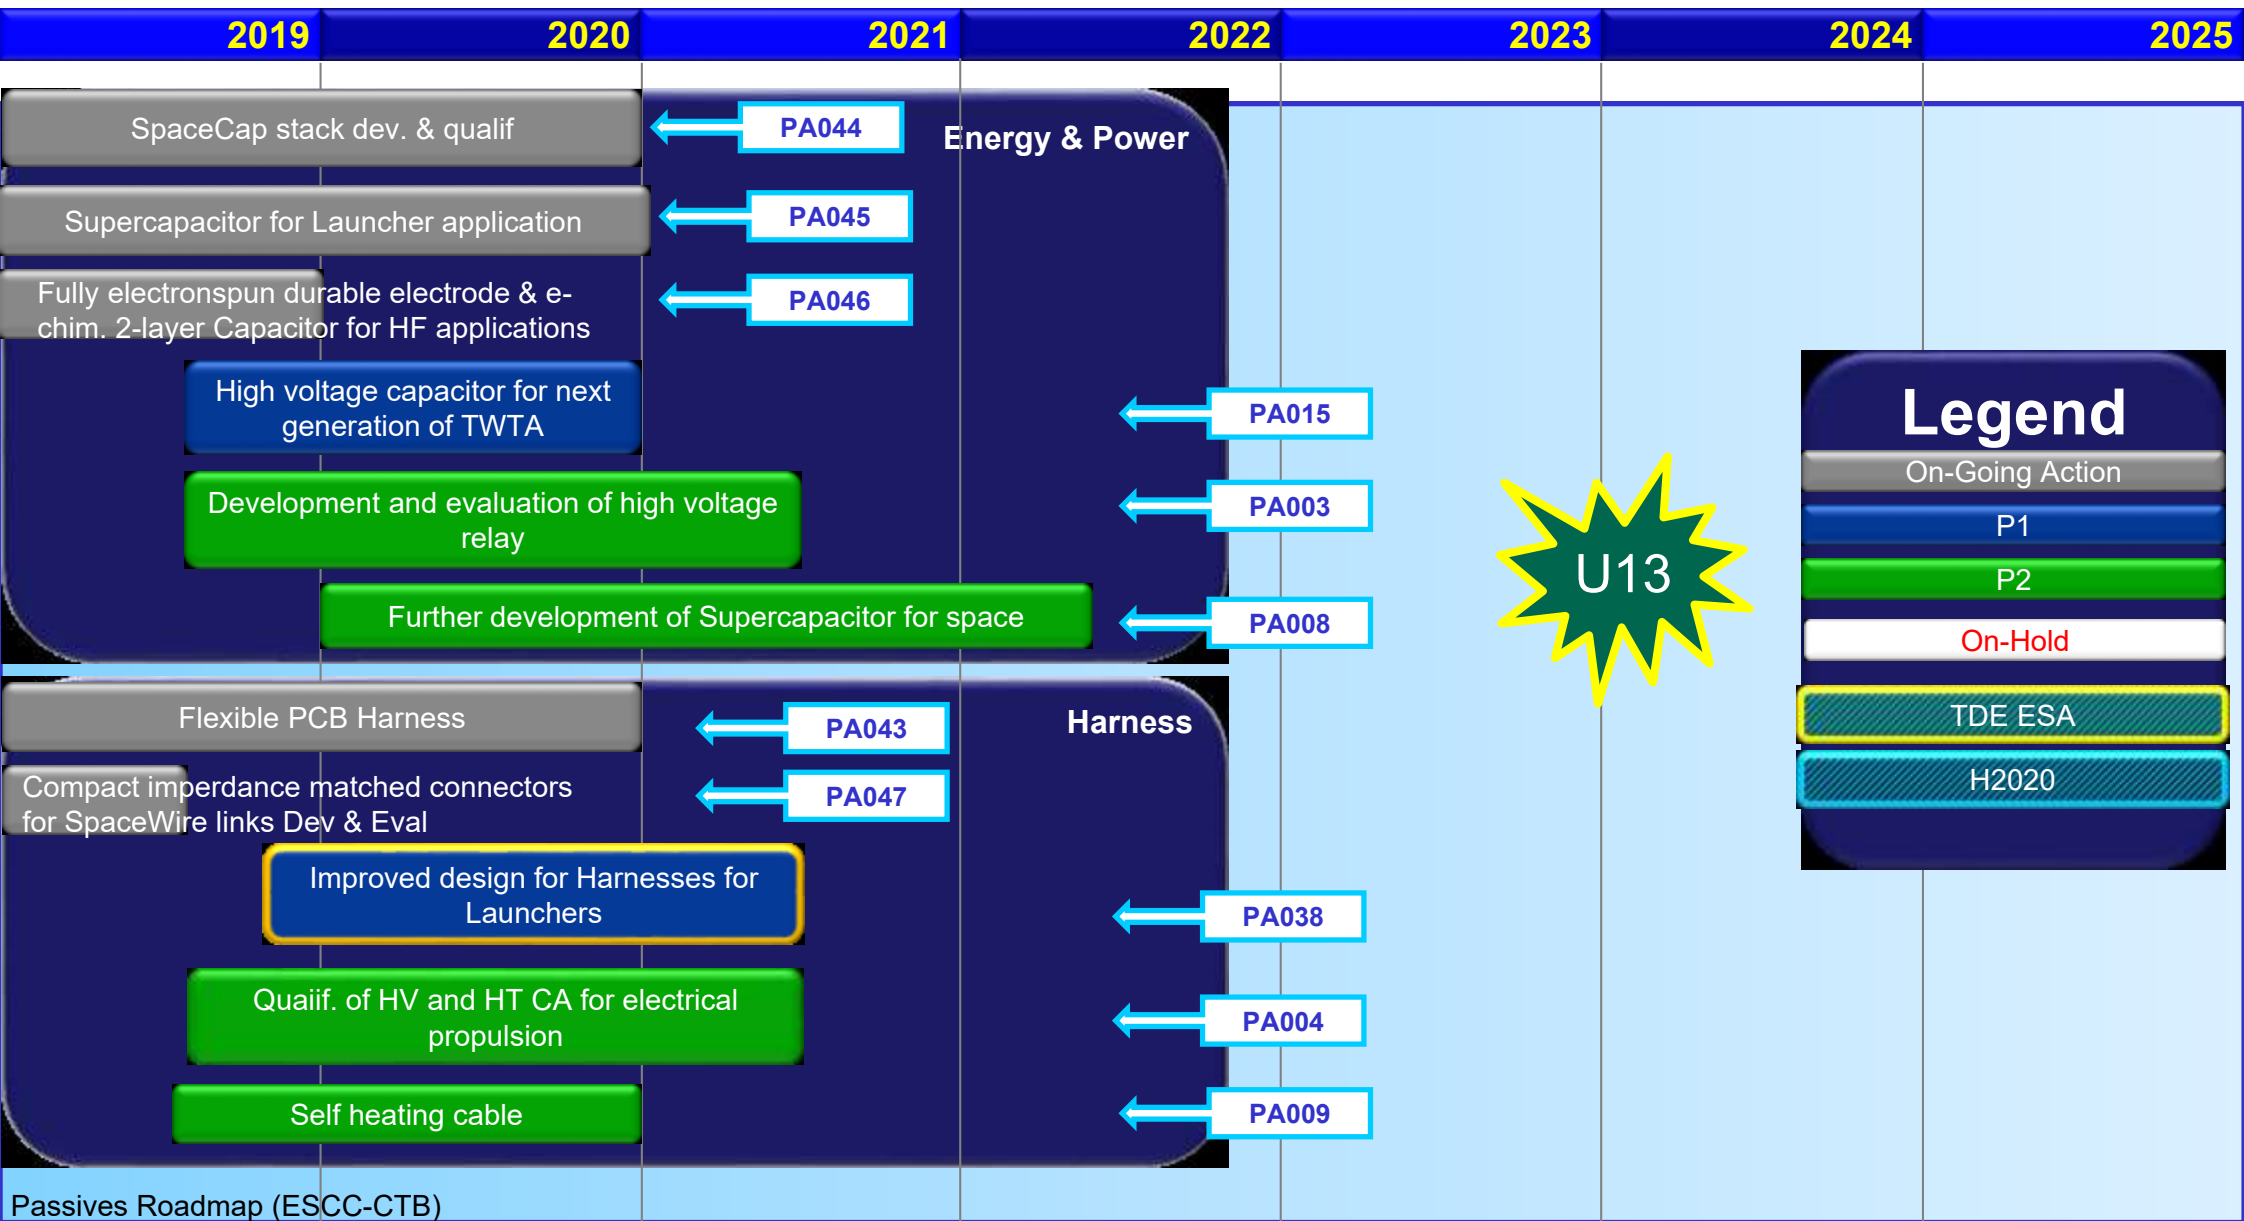 2019 2020 2021 2022 2023 2024 2025
SpaceCap stack dev. & qualif
PA044
Energy & Power
Supercapacitor for Launcher application
PA045
Fully electronspun durable electrode & e-
chim. 2-layer Capacitor for HF applications
PA046
High voltage capacitor for next
generation of TWTA
PA015
Development and evaluation of high voltage
relay
PA003
Further development of Supercapacitor for space
PA008
Flexible PCB Harness
PA043
Harness
Compact imperdance matched connectors
for SpaceWire links Dev & Eval
PA047
Improved design for Harnesses for
Launchers
PA038
Quaiif. of HV and HT CA for electrical
propulsion
PA004
Self heating cable
PA009
U13
Legend
On-Going Action
P1
P2
On-Hold
TDE ESA
H2020
Passives Roadmap (ESCC-CTB)